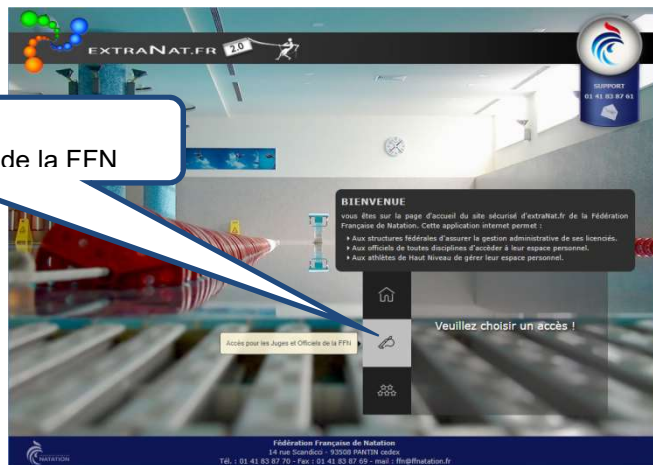 EXTRANAT.FR 2.0
SUPPORT
01 41 83 87 61
de la FFN
BIENVENUE
vous êtes sur la page d'accueil du site sécurisé d'extraNat.fr de la Fédération
Française de Natation. Cette application internet permet :
Aux structures fédérales d'assurer la gestion administrative de ses licenciés.
Aux officiels de toutes disciplines d'accèder à leur espace personnel.
Aux athlètes de Haut Niveau de gérer leur espace personnel.
Veuillez choisir un accès !
Accès pour les Juges et Officiels de la FFN
NATATION
Fédération Française de Natation
14 rue Scandicci - 93508 PANTIN cedex
Tél. : 01 41 83 87 70 - Fax : 01 41 83 87 69 - mail : ffn@ffnatation.fr